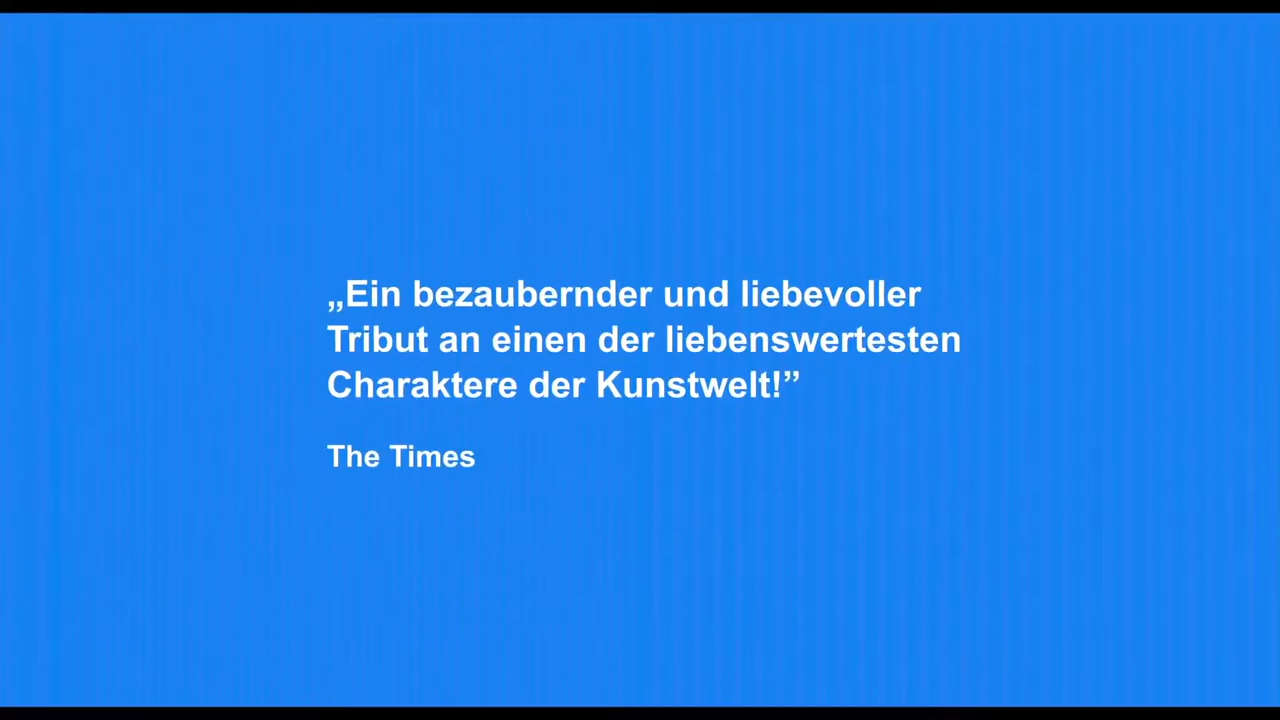 „Ein bezaubernder und liebevoller
Tribut an einen der liebenswertesten
Charaktere der Kunstwelt!”
The Times